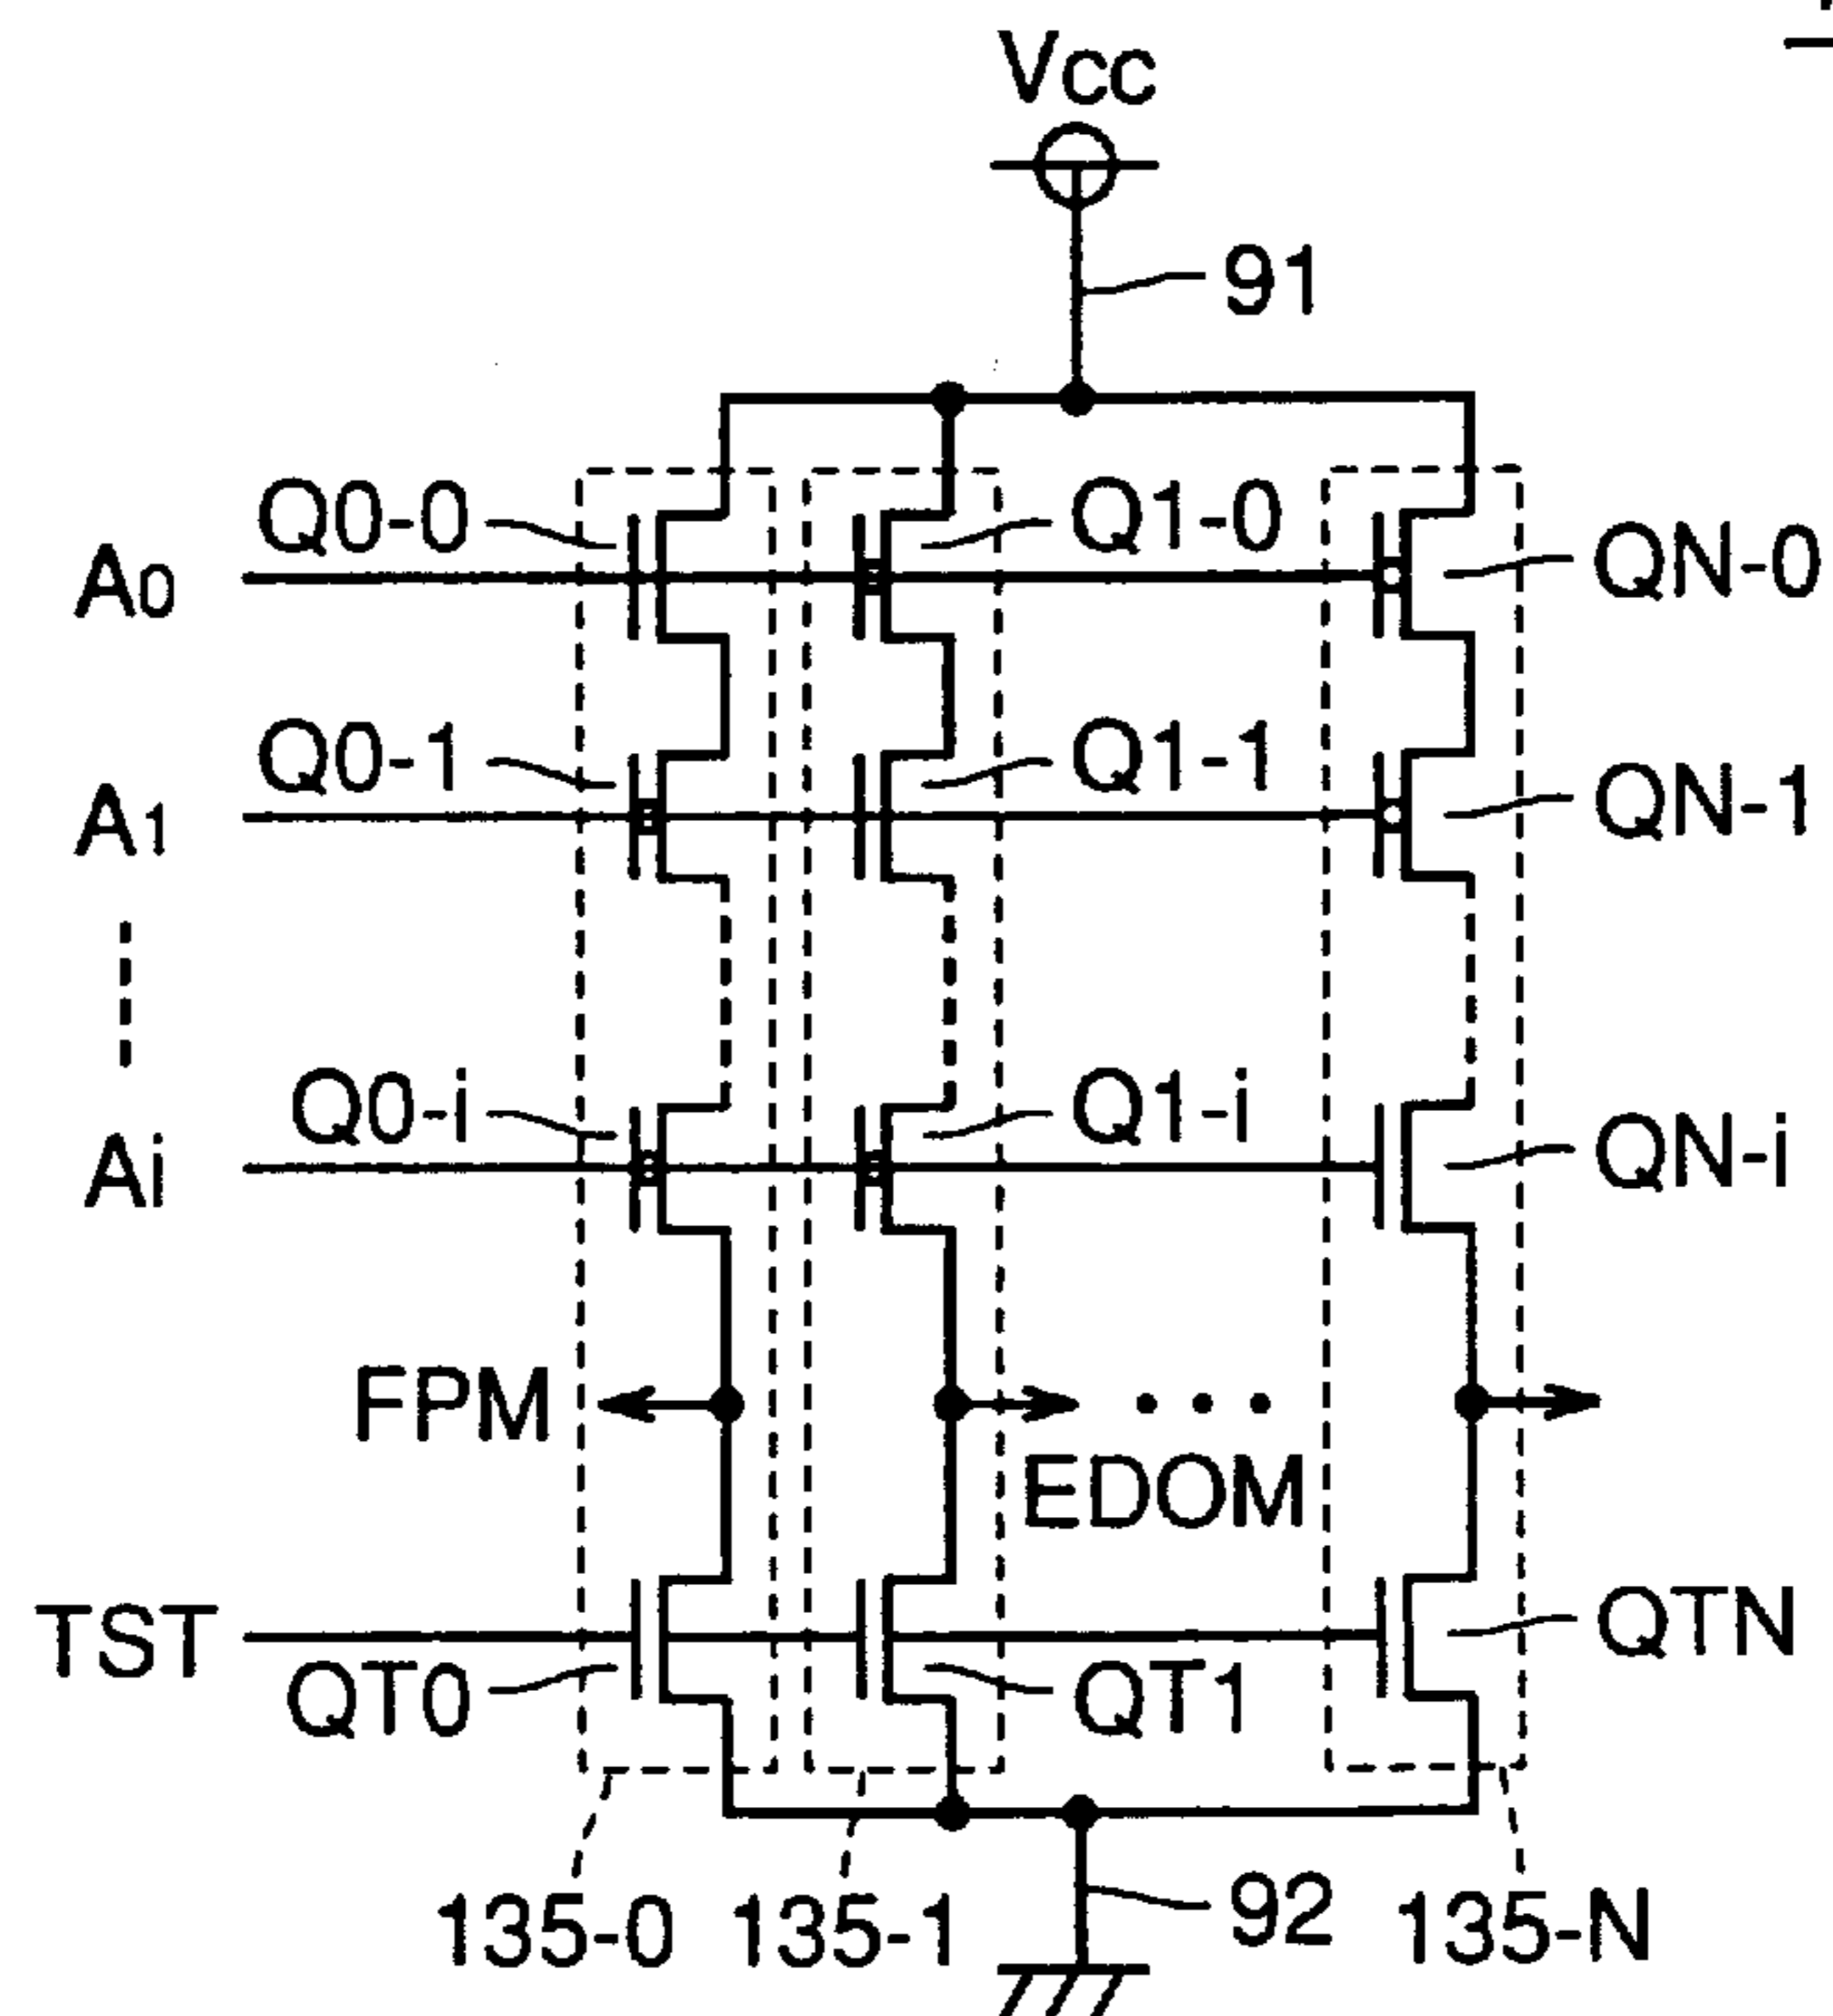 Vcc
91
Q0-0
Q1-0
QN-0
A0
Q0-1
Q1-1
QN-1
A1
Q0-i
Q1-i
QN-i
Ai
FPM
EDOM
TST
QT0
QT1
QTN
135-0
135-1
92
135-N